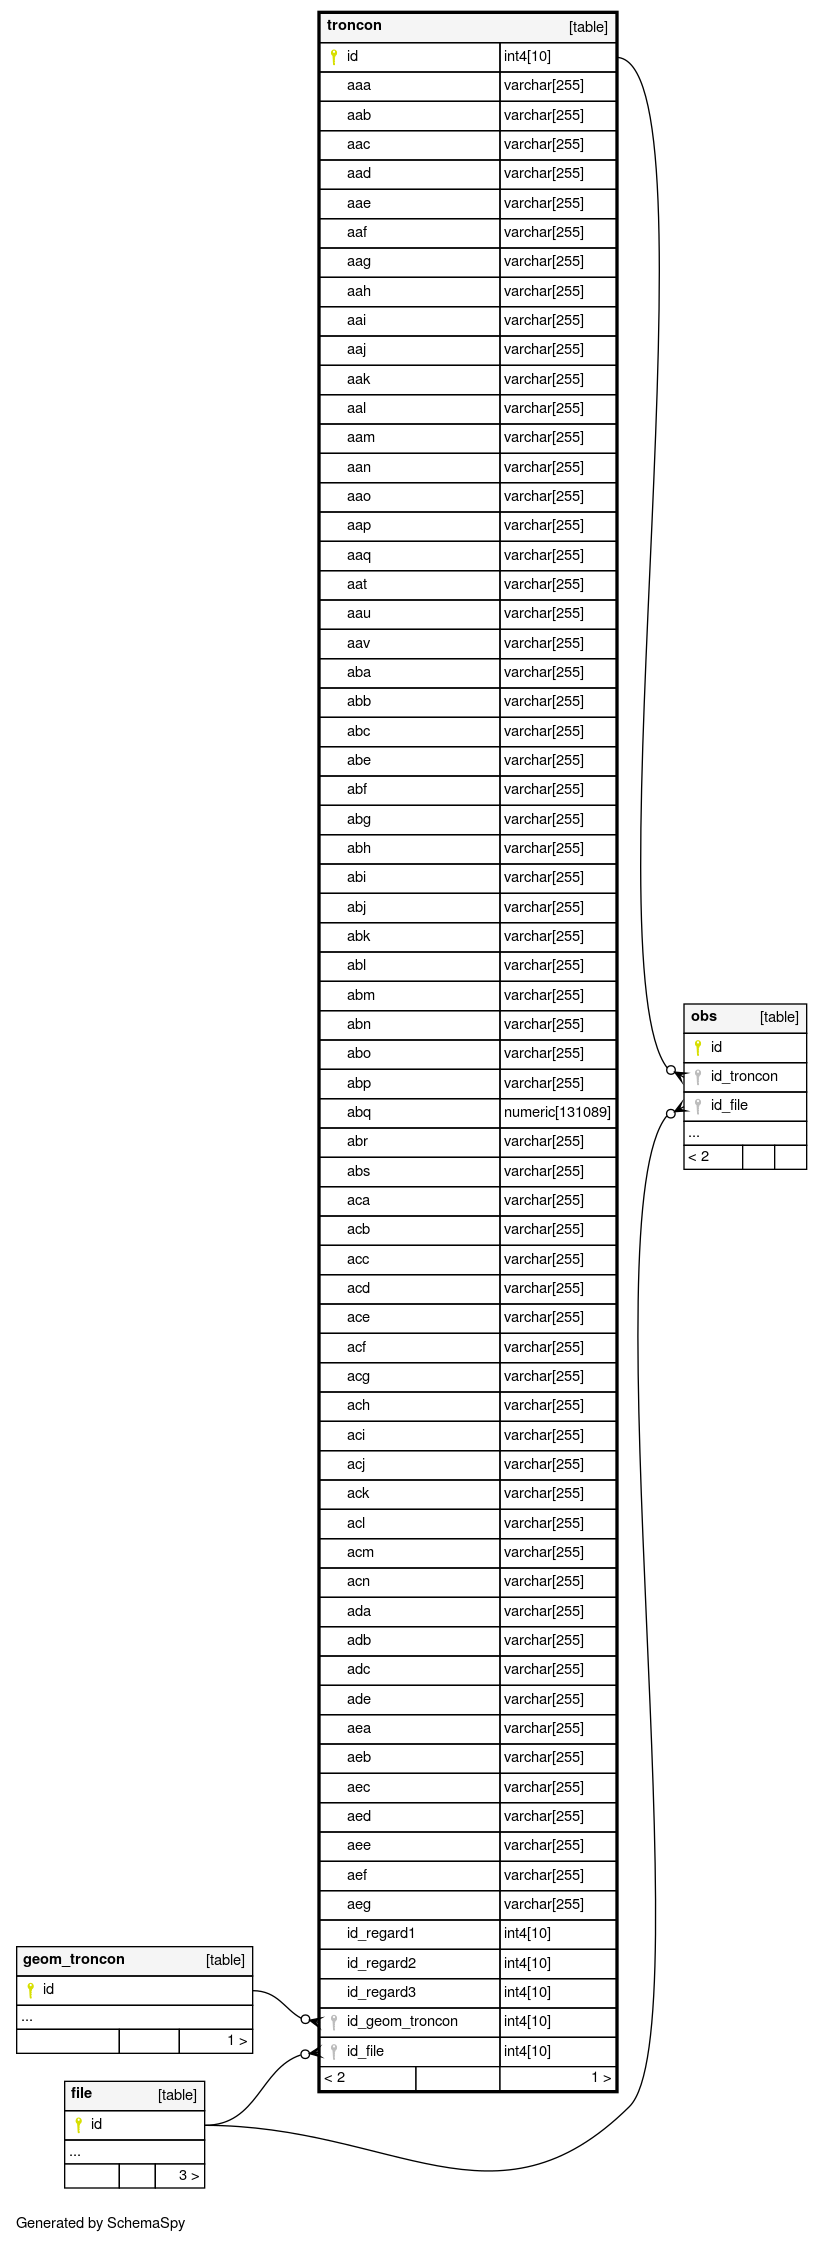 troncon [table]
id int4[10]
aaa varchar[255]
aab varchar[255]
aac varchar[255]
aad varchar[255]
aae varchar[255]
aaf varchar[255]
aag varchar[255]
aah varchar[255]
aai varchar[255]
aaj varchar[255]
aak varchar[255]
aal varchar[255]
aam varchar[255]
aan varchar[255]
aao varchar[255]
aap varchar[255]
aaq varchar[255]
aat varchar[255]
aau varchar[255]
aav varchar[255]
aba varchar[255]
abb varchar[255]
abc varchar[255]
abe varchar[255]
abf varchar[255]
abg varchar[255]
abh varchar[255]
abi varchar[255]
abj varchar[255]
abk varchar[255]
abl varchar[255]
abm varchar[255]
abn varchar[255]
abo varchar[255]
abp varchar[255]
abq numeric[131089]
abr varchar[255]
abs varchar[255]
aca varchar[255]
acb varchar[255]
acc varchar[255]
acd varchar[255]
ace varchar[255]
acf varchar[255]
acg varchar[255]
ach varchar[255]
aci varchar[255]
acj varchar[255]
ack varchar[255]
acl varchar[255]
acm varchar[255]
acn varchar[255]
ada varchar[255]
adb varchar[255]
adc varchar[255]
ade varchar[255]
aea varchar[255]
aeb varchar[255]
aec varchar[255]
aed varchar[255]
aee varchar[255]
aef varchar[255]
aeg varchar[255]
id_regard1 int4[10]
id_regard2 int4[10]
id_regard3 int4[10]
id_geom_troncon int4[10]
id_file int4[10]
< 2 1 >
obs [table]
id
id_troncon
id_file
...
< 2
geom_troncon [table]
id
...
1 >
file [table]
id
...
3 >
Generated by SchemaSpy